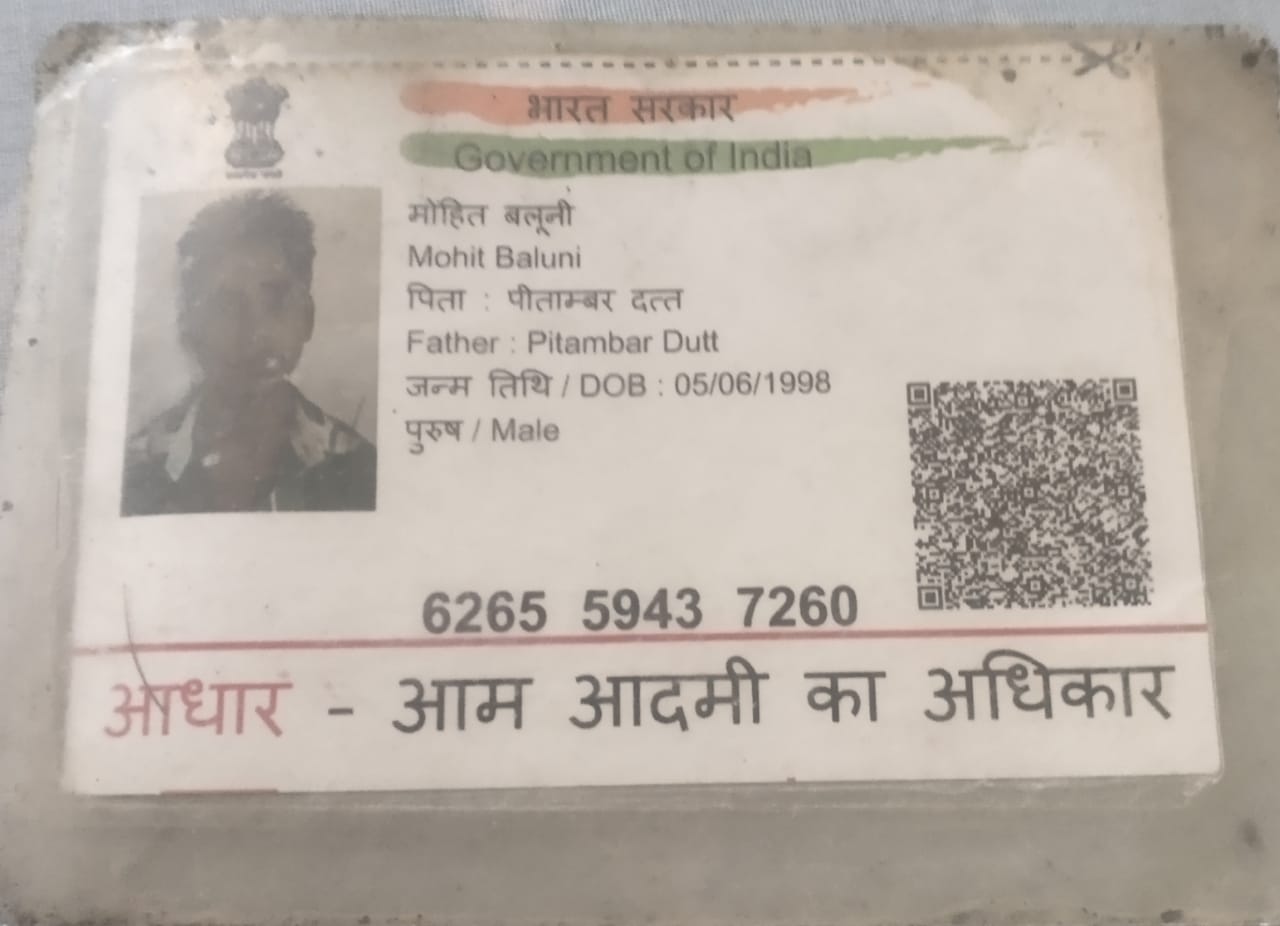 भारत सरकार
Government of India
मोहित बलूनी
Mohit Baluni
पिता : पीताम्बर दत्त
Father : Pitambar Dutt
जन्म तिथि / DOB : 05/06/1998
पुरुष / Male
6265 5943 7260
आधार - आम आदमी का अधिकार